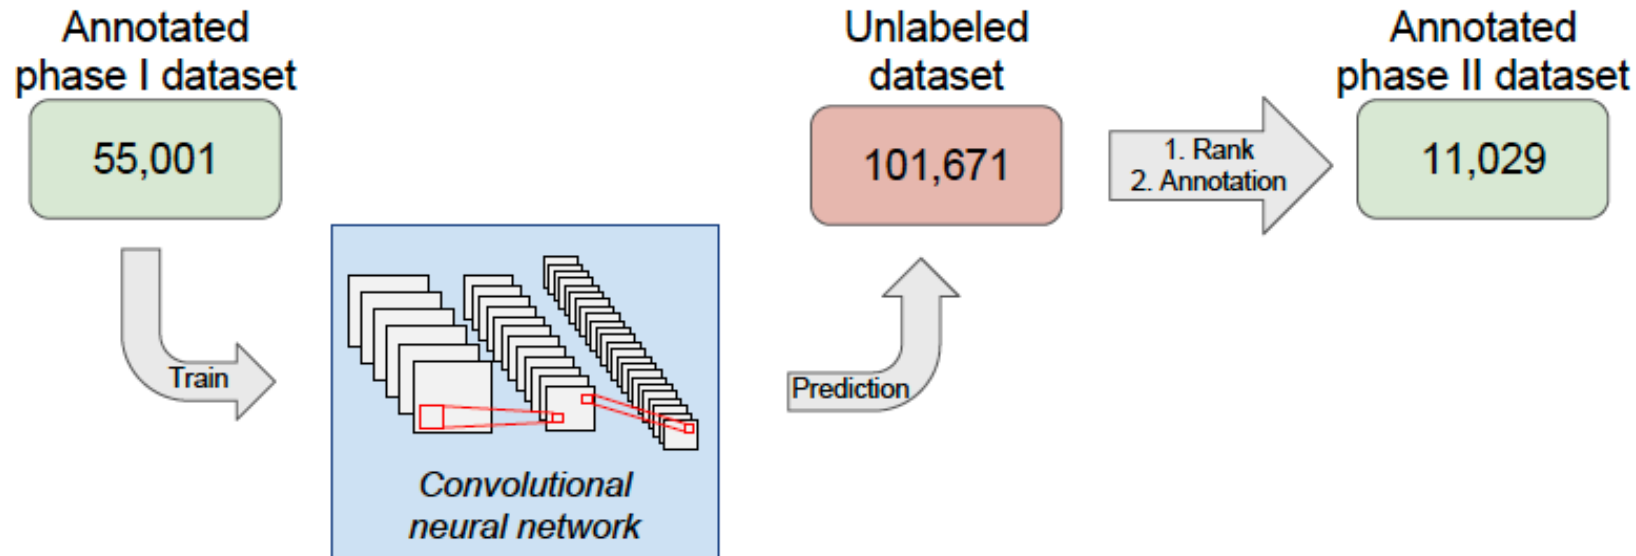 Annotated
phase I dataset
55,001
Train
Convolutional
neural network
Prediction
Unlabeled
dataset
101,671
1. Rank
2. Annotation
Annotated
phase II dataset
11,029